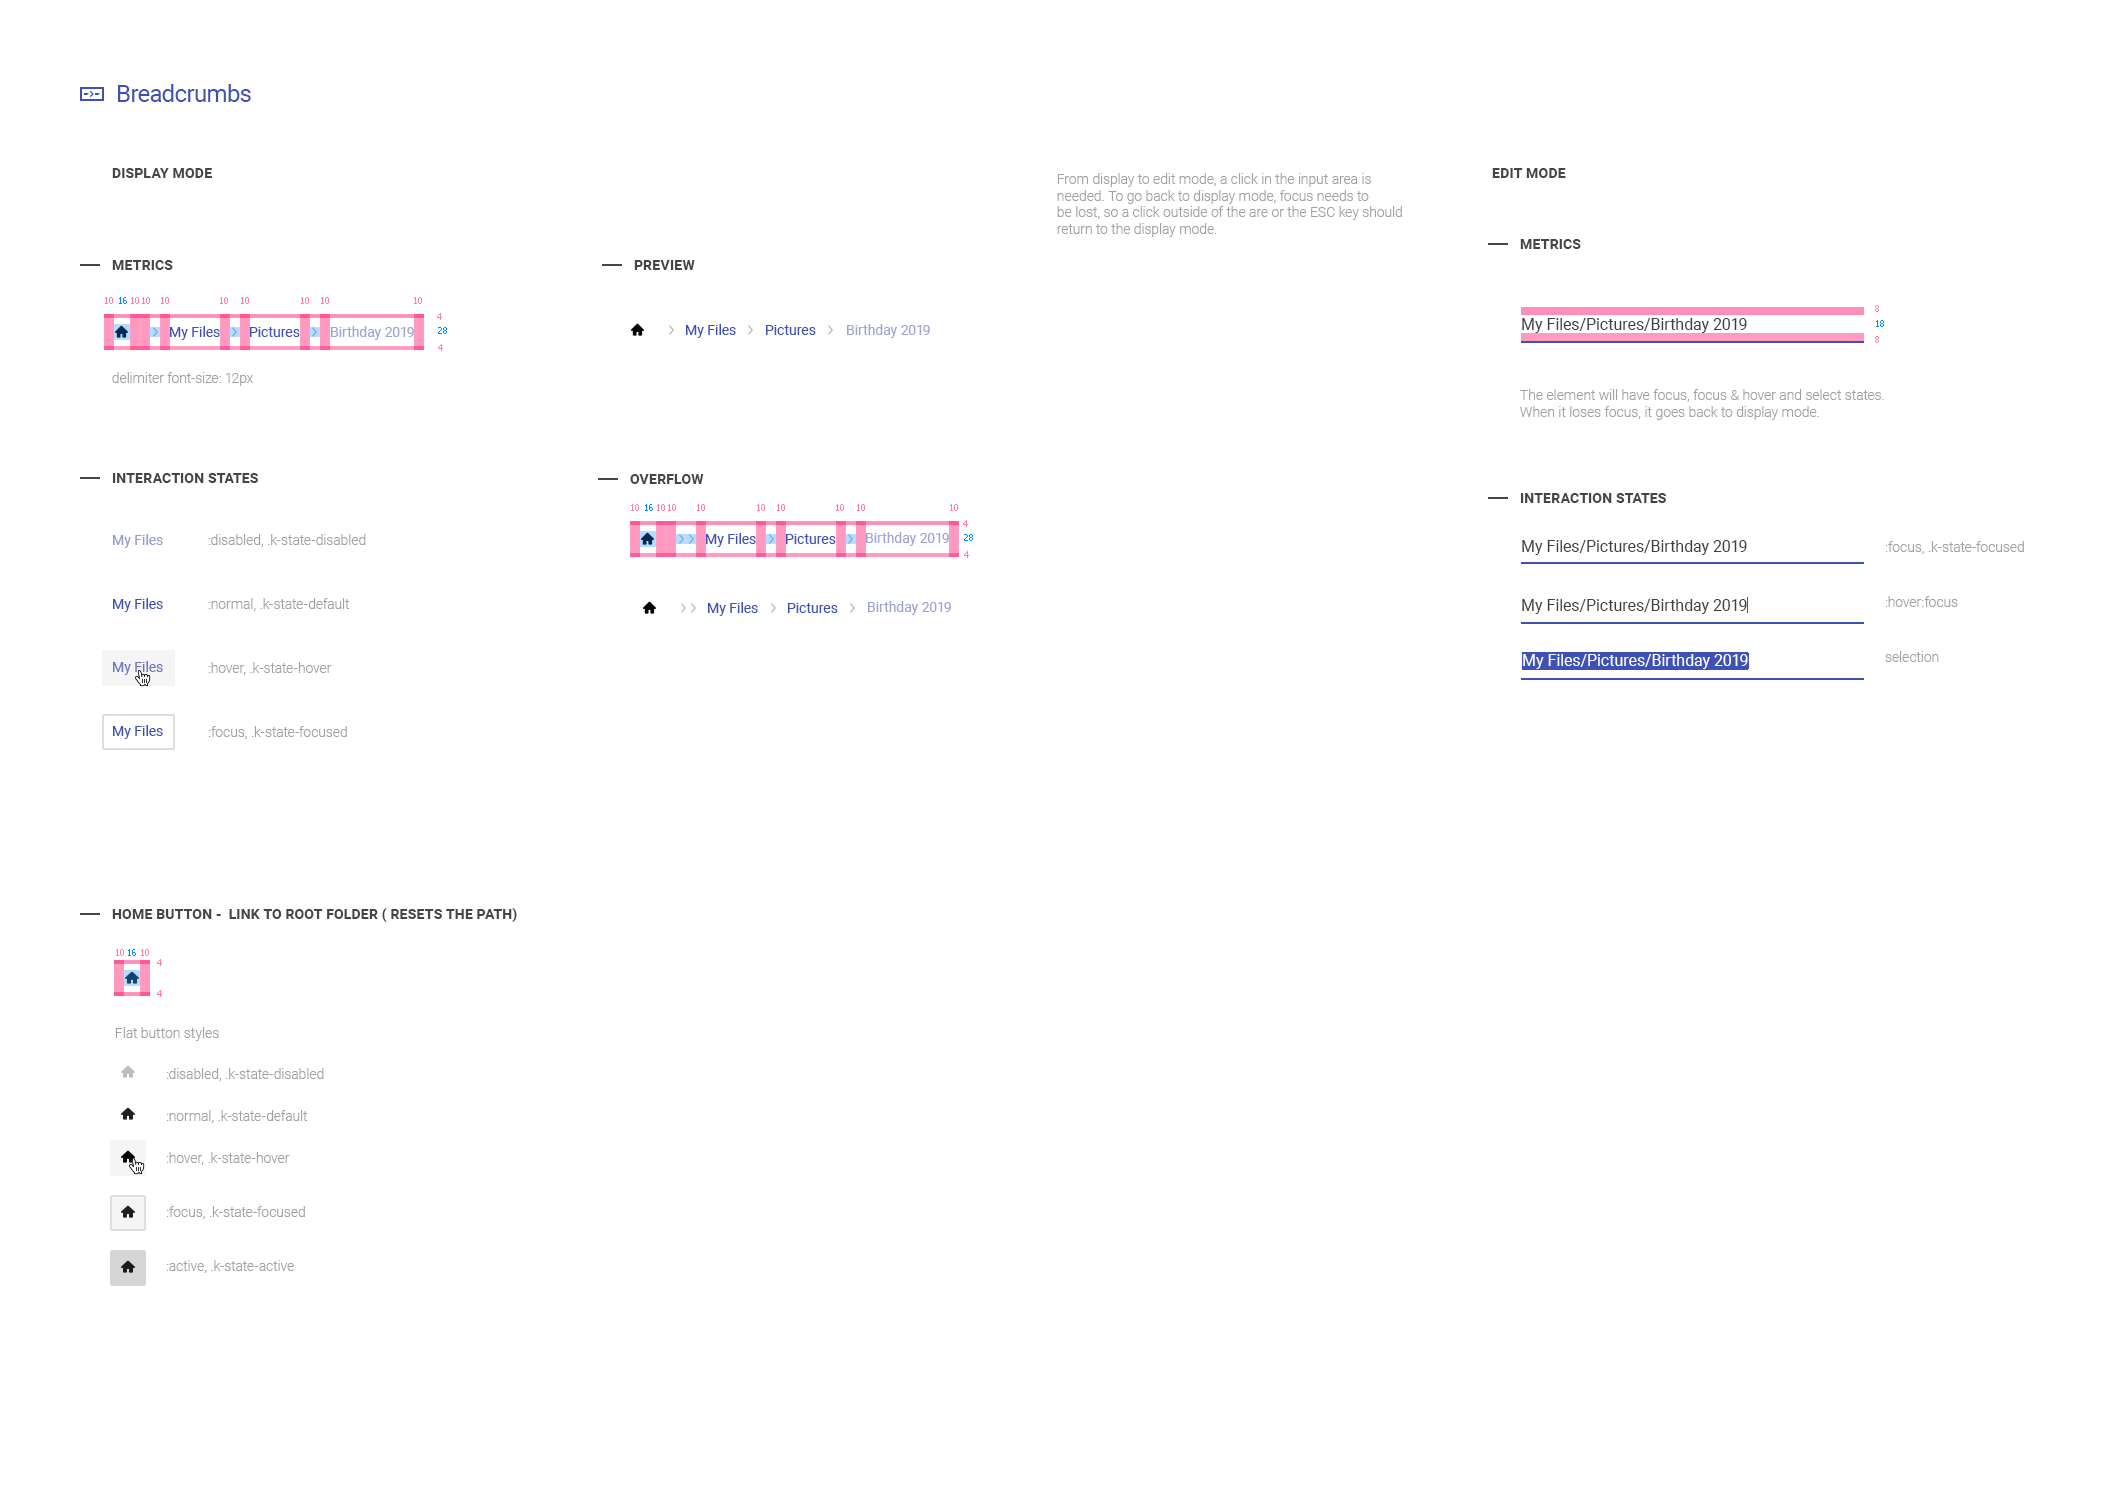 Breadcrumbs
DISPLAY MODE
METRICS
10 16 10 10 10 10 10 10 10 10
My Files Pictures Birthday 2019
4
28
4
delimiter font-size: 12px
PREVIEW
My Files Pictures Birthday 2019
From display to edit mode, a click in the input area is
needed. To go back to display mode, focus needs to
be lost, so a click outside of the are or the ESC key should
return to the display mode.
INTERACTION STATES
My Files :disabled, .k-state-disabled
My Files :normal, .k-state-default
My Files :hover, .k-state-hover
My Files :focus, .k-state-focused
OVERFLOW
10 16 10 10 10 10 10 10 10 10
My Files Pictures Birthday 2019
4
28
4
My Files Pictures Birthday 2019
HOME BUTTON - LINK TO ROOT FOLDER ( RESETS THE PATH)
10 16 10
4
4
Flat button styles
:disabled, .k-state-disabled
:normal, .k-state-default
:hover, .k-state-hover
:focus, .k-state-focused
:active, .k-state-active
EDIT MODE
METRICS
8
My Files/Pictures/Birthday 2019 18
8
The element will have focus, focus & hover and select states.
When it loses focus, it goes back to display mode.
INTERACTION STATES
My Files/Pictures/Birthday 2019 :focus, .k-state-focused
My Files/Pictures/Birthday 2019 :hover:focus
My Files/Pictures/Birthday 2019 selection